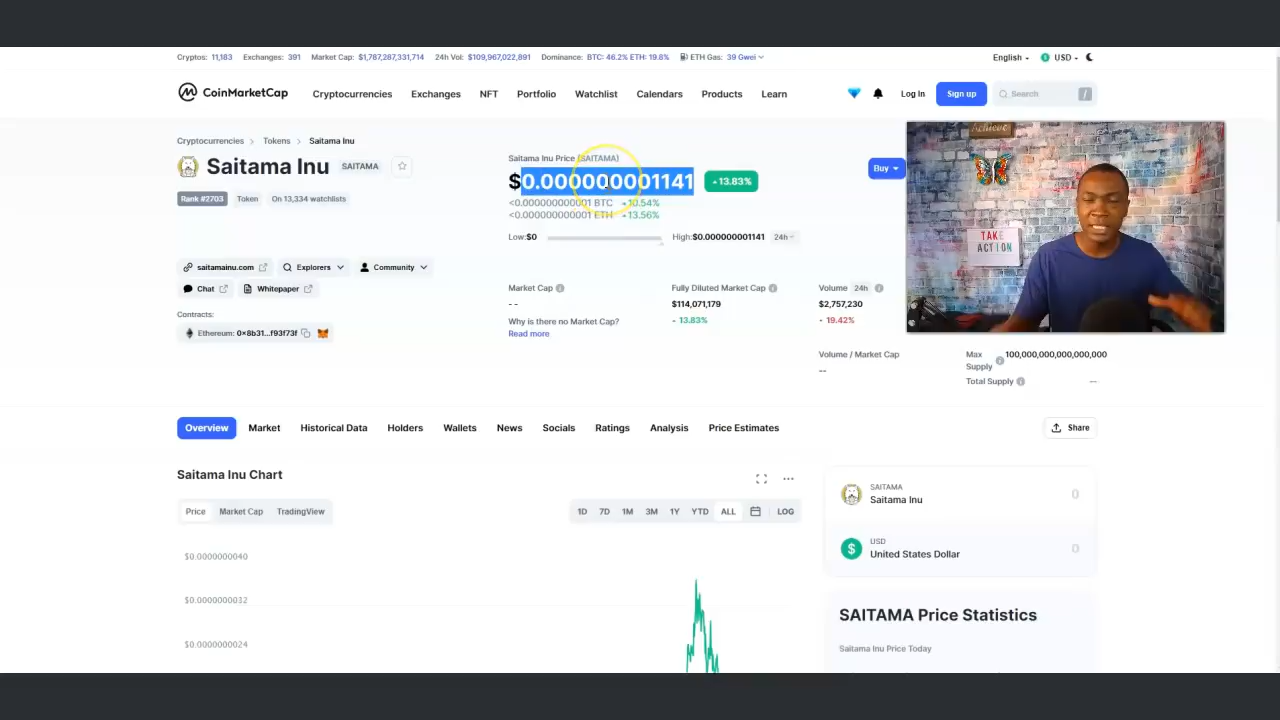 Cryptos: 11,183 Exchanges: 391 Market Cap: $1,787,287,331,714 24h Vol: $109,967,022,891 Dominance: BTC: 46.2% ETH: 19.8% ETH Gas: 39 Gwei English USD
CoinMarketCap Cryptocurrencies Exchanges NFT Portfolio Watchlist Calendars Products Learn Log In Sign up Search /
Cryptocurrencies Tokens Saitama Inu
Saitama Inu SAITAMA
Rank #2703 Token On 13,334 watchlists
saitamainu.com Explorers Community
Chat Whitepaper
Contracts:
Ethereum: 0x8b31...f93f73f
Saitama Inu Price (SAITAMA)
$0.000000001141 13.83%
<0.000000000001 BTC 10.54%
<0.000000000001 ETH 13.56%
Low:$0 High:$0.000000001141 24h
Buy
Market Cap
- -
Why is there no Market Cap?
Read more
Fully Diluted Market Cap
$114,071,179
13.83%
Volume 24h
$2,757,230
19.42%
Volume / Market Cap
--
Max Supply 100,000,000,000,000,000
Total Supply --
Achieve
TAKE
ACTION
Overview Market Historical Data Holders Wallets News Socials Ratings Analysis Price Estimates Share
Saitama Inu Chart
Price Market Cap TradingView 1D 7D 1M 3M 1Y YTD ALL LOG
$0.0000000040
$0.0000000032
$0.0000000024
SAITAMA
Saitama Inu 0
USD
United States Dollar 0
SAITAMA Price Statistics
Saitama Inu Price Today